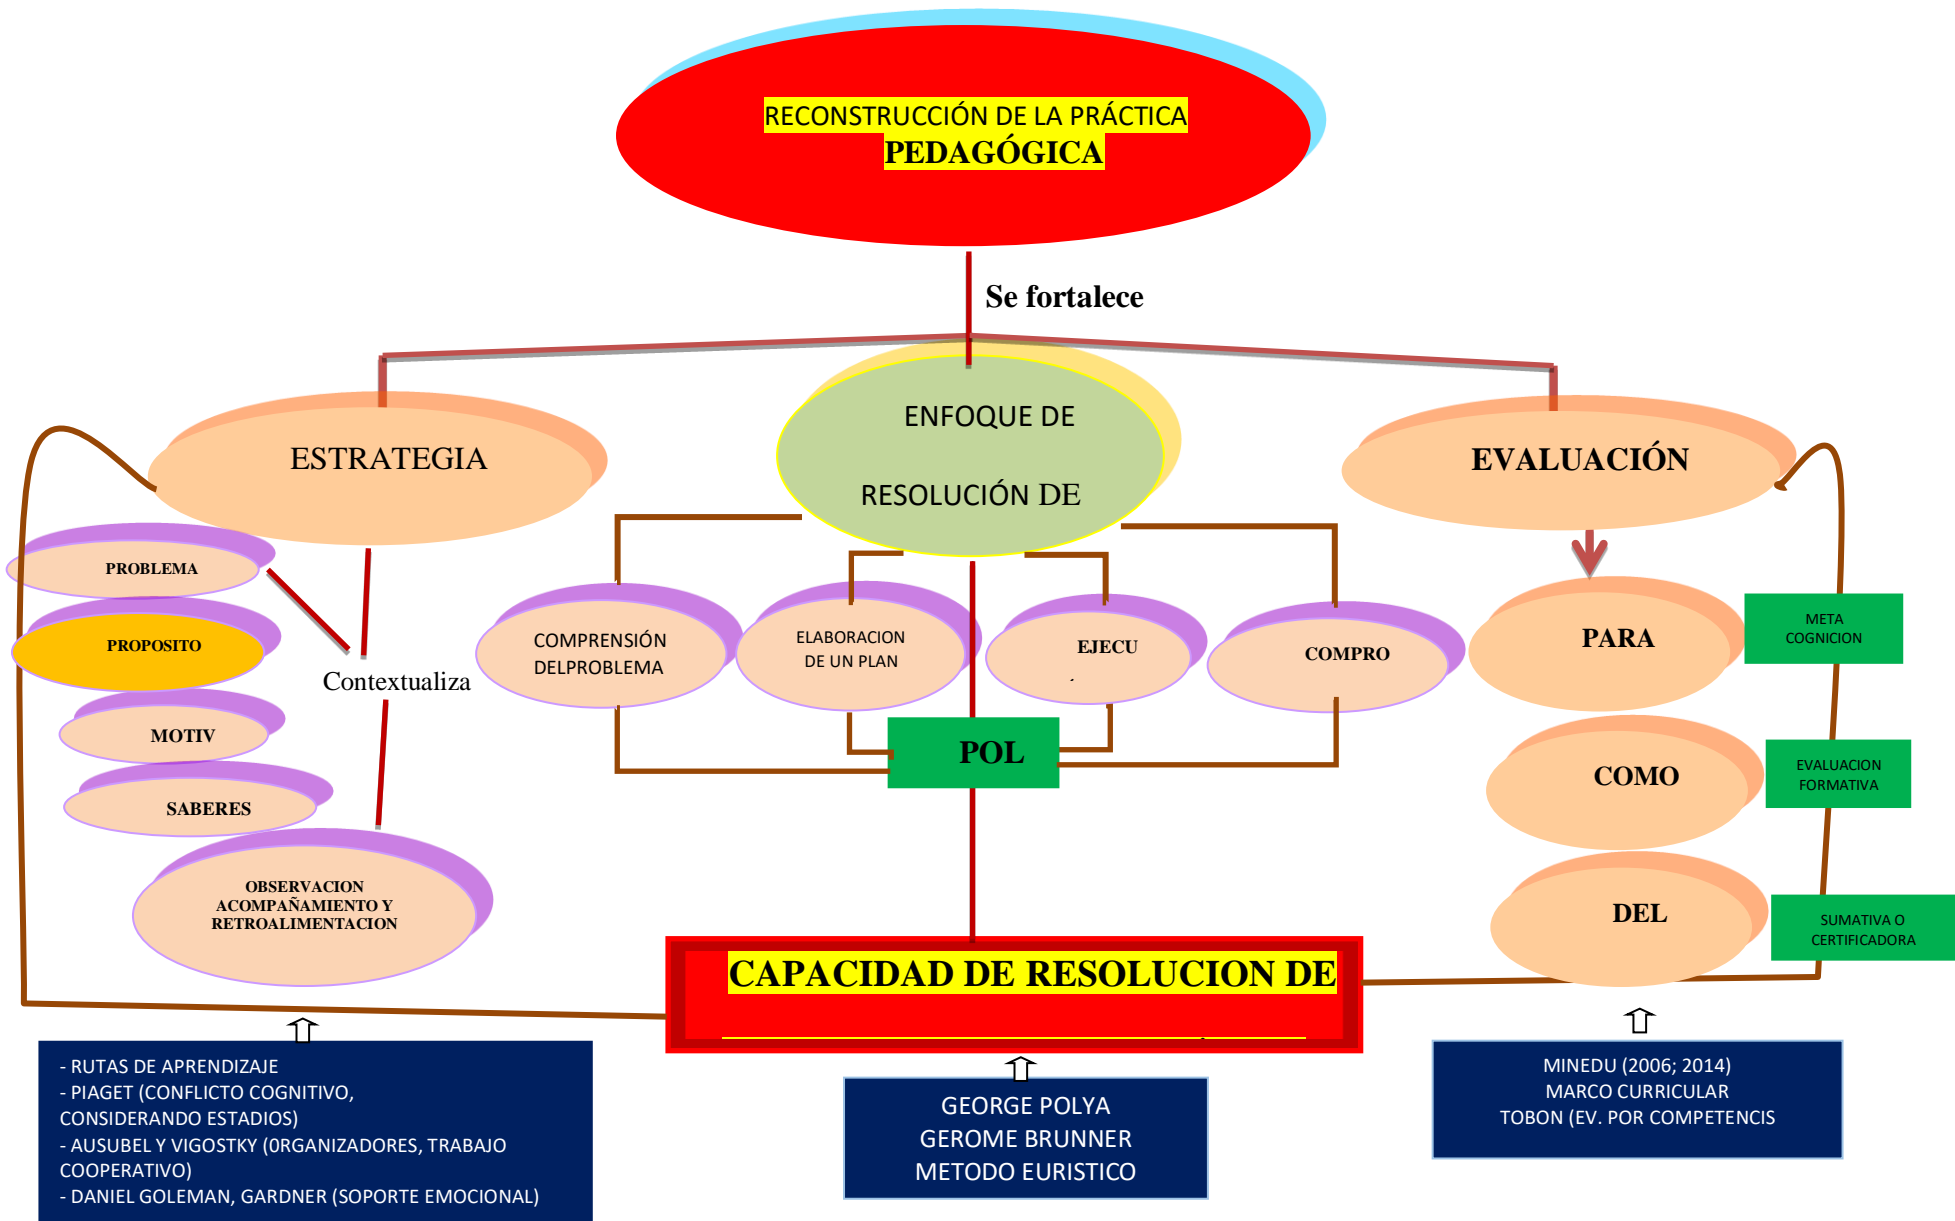 RECONSTRUCCIÓN DE LA PRÁCTICA
PEDAGÓGICA
Se fortalece
ESTRATEGIA
ENFOQUE DE
RESOLUCIÓN DE
EVALUACIÓN
PROBLEMA
PROPOSITO
MOTIV
SABERES
Contextualiza
OBSERVACION
ACOMPAÑAMIENTO Y
RETROALIMENTACION
COMPRENSIÓN
DELPROBLEMA
ELABORACION
DE UN PLAN
EJECU
COMPRO
POL
PARA
COMO
DEL
META
COGNICION
EVALUACION
FORMATIVA
SUMATIVA O
CERTIFICADORA
CAPACIDAD DE RESOLUCION DE
- RUTAS DE APRENDIZAJE
- PIAGET (CONFLICTO COGNITIVO,
CONSIDERANDO ESTADIOS)
- AUSUBEL Y VIGOSTKY (0RGANIZADORES, TRABAJO
COOPERATIVO)
- DANIEL GOLEMAN, GARDNER (SOPORTE EMOCIONAL)
GEORGE POLYA
GEROME BRUNNER
METODO EURISTICO
MINEDU (2006; 2014)
MARCO CURRICULAR
TOBON (EV. POR COMPETENCIS